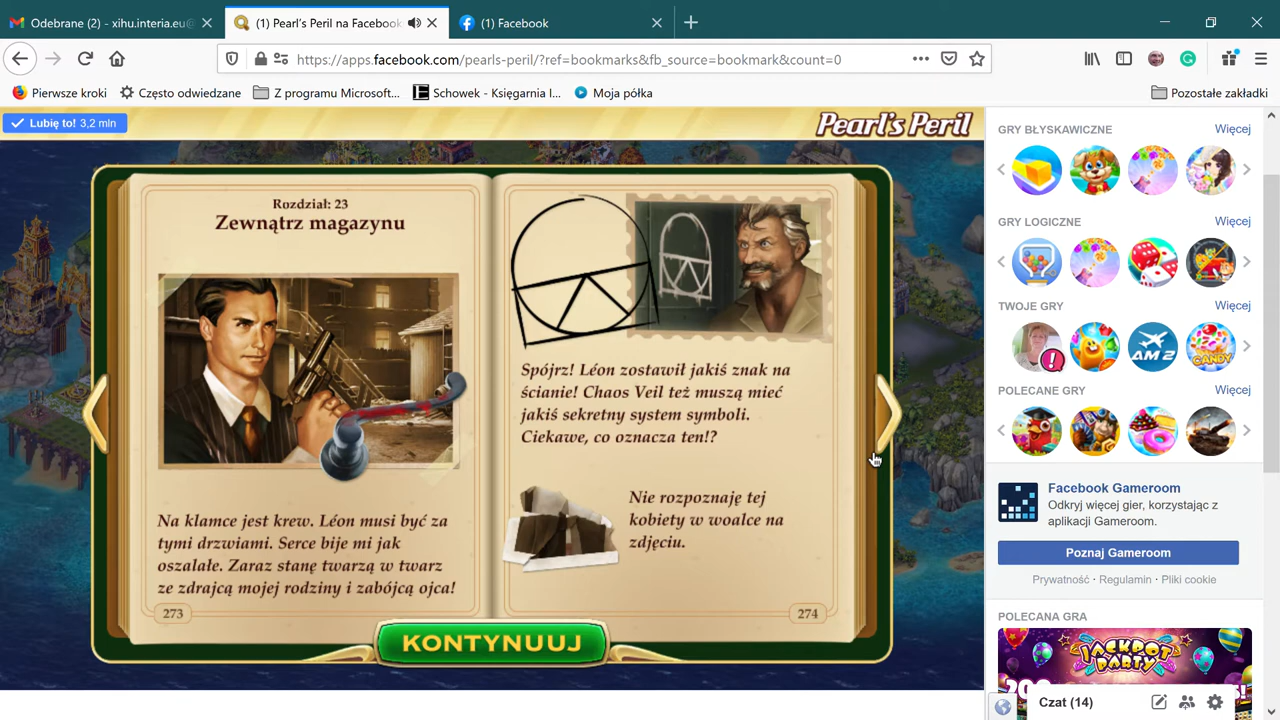 Odebrane (2) - xihu.interia.eu@
(1) Pearl's Peril na Facebooku
(1) Facebook
https://apps.facebook.com/pearls-peril/?ref=bookmarks&fb_source=bookmark&count=0
Pierwsze kroki
Często odwiedzane
Z programu Microsoft...
Schowek - Księgarnia I...
Moja półka
Pozostałe zakładki
Lubię to! 3,2 mln
Pearl's Peril
Rozdział: 23
Zewnątrz magazynu
Na klamce jest krew. Léon musi być za
tymi drzwiami. Serce bije mi jak
oszalałe. Zaraz stanę twarzą w twarz
ze zdrajcą mojej rodziny i zabójcą ojca!
273
Spójrz! Léon zostawił jakiś znak na
ścianie! Chaos Veil też muszą mieć
jakiś sekretny system symboli.
Ciekawe, co oznacza ten!?
Nie rozpoznaję tej
kobiety w woalce na
zdjęciu.
274
KONTYNUUJ
GRY BŁYSKAWICZNE
Więcej
GRY LOGICZNE
Więcej
TWOJE GRY
Więcej
AM 2
CANDY
POLECANE GRY
Więcej
Facebook Gameroom
Odkryj więcej gier, korzystając z
aplikacji Gameroom.
Poznaj Gameroom
Prywatność · Regulamin · Pliki cookie
POLECANA GRA
JACKPOT
PARTY
Czat (14)